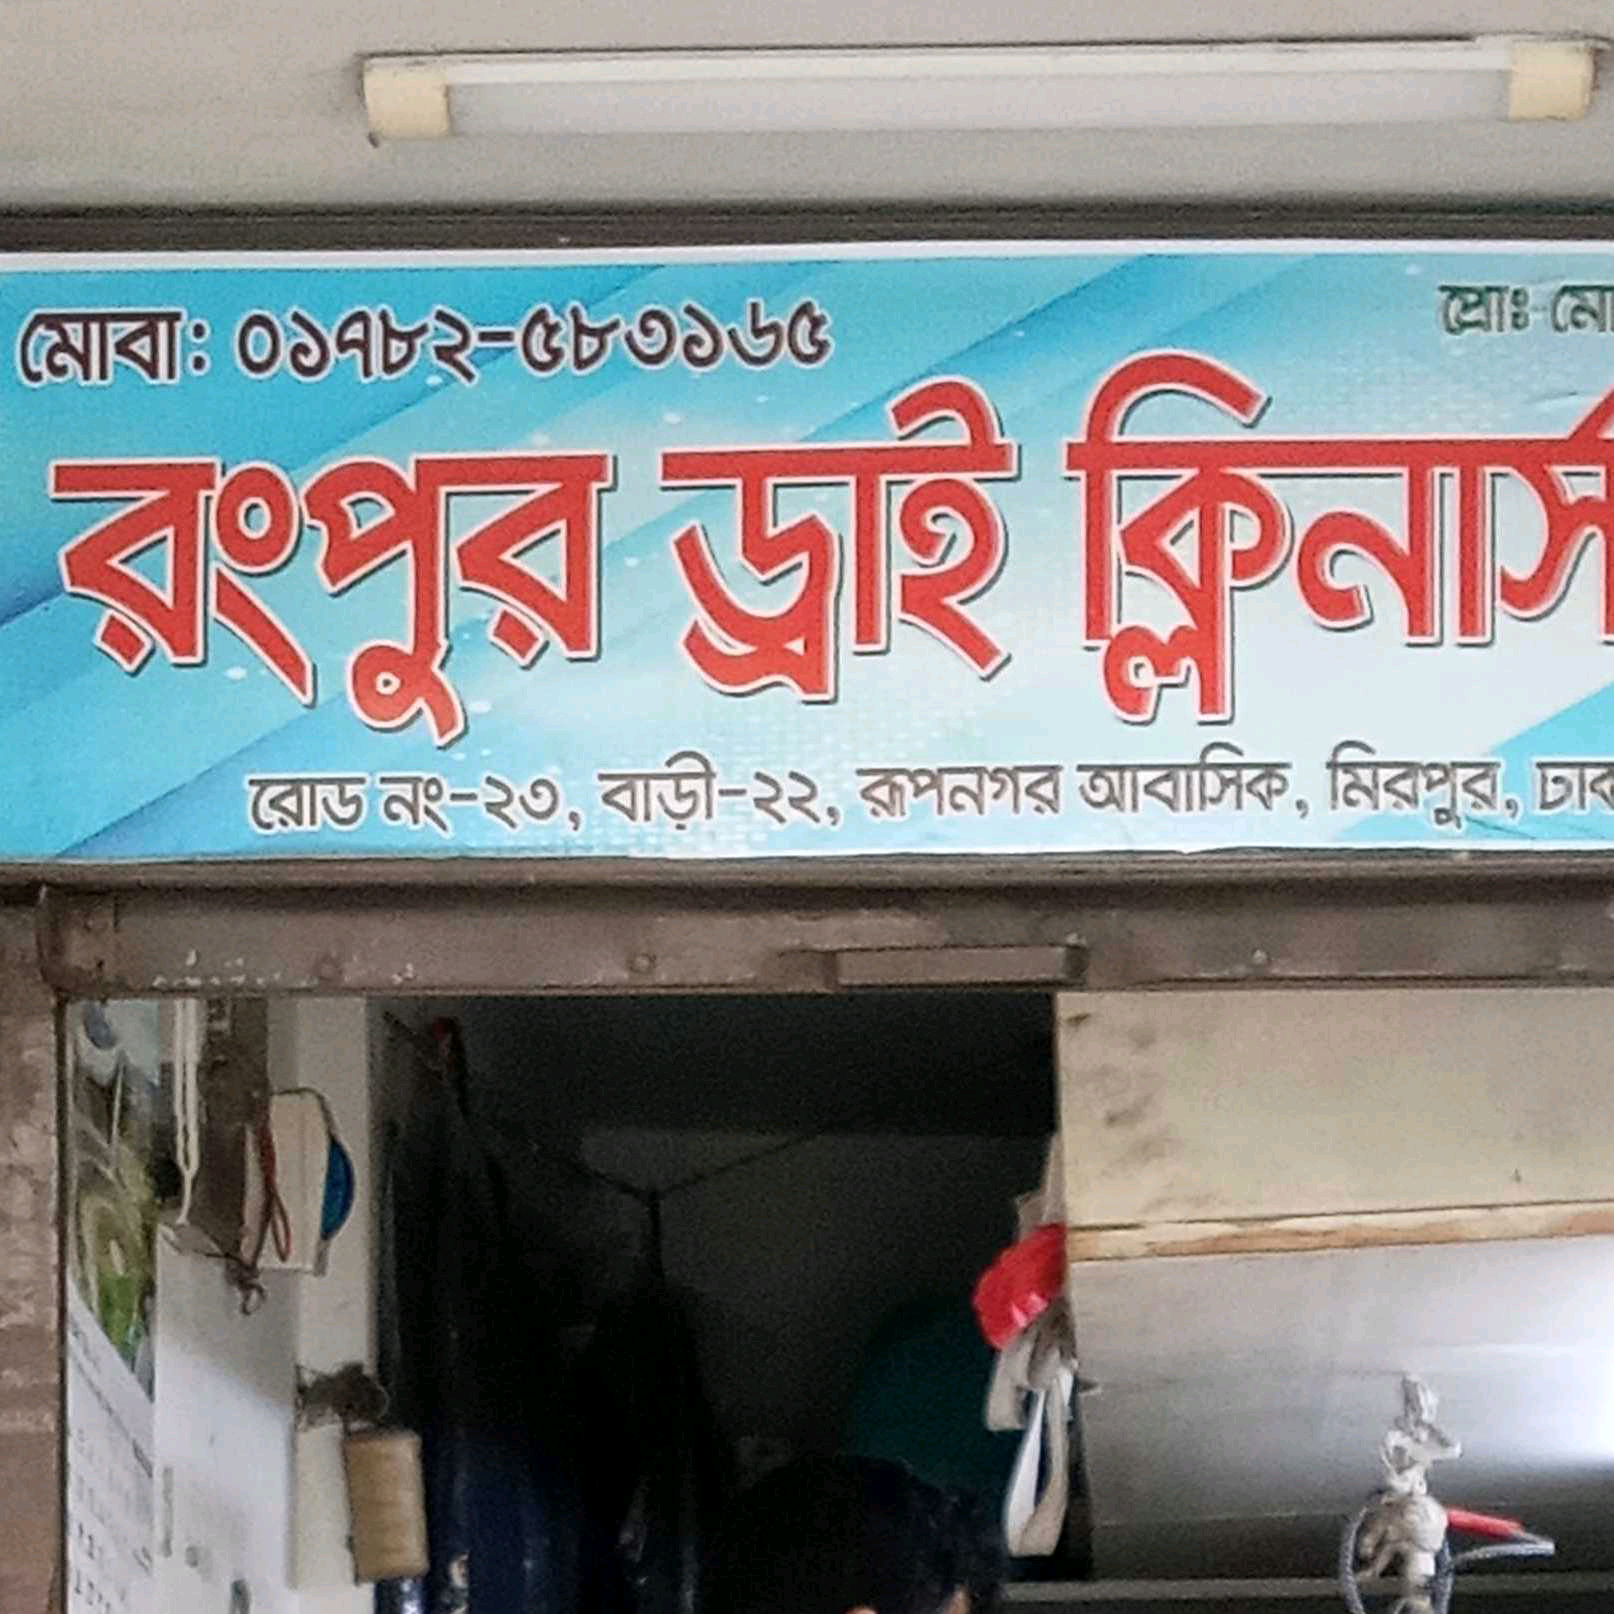 মোবা: ০১৭৮২-৫৮৩১৬৫
প্রোঃ মো
রংপুর ড্রাই ক্লিনার্স
রোড নং-২৩, বাড়ী-২২, রূপনগর আবাসিক, মিরপুর, ঢাক